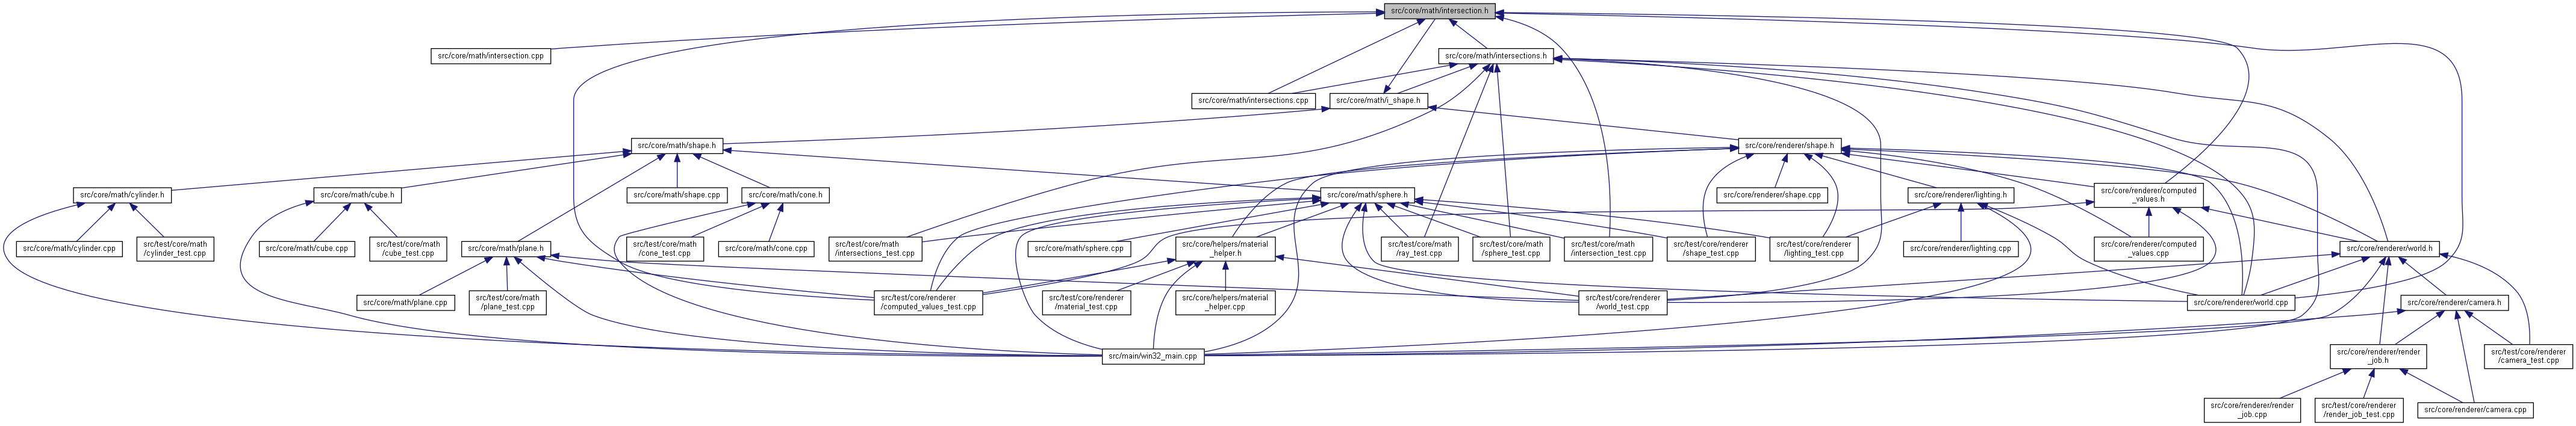 src/core/math/intersection.h
src/core/math/intersection.cpp
src/core/math/intersections.h
src/core/math/intersections.cpp
src/core/math/i_shape.h
src/core/math/shape.h
src/core/renderer/shape.h
src/core/math/cylinder.h
src/core/math/cube.h
src/core/math/shape.cpp
src/core/math/cone.h
src/core/math/sphere.h
src/core/renderer/shape.cpp
src/core/renderer/lighting.h
src/core/renderer/computed
_values.h
src/core/math/cylinder.cpp
src/test/core/math
/cylinder_test.cpp
src/core/math/cube.cpp
src/test/core/math
/cube_test.cpp
src/core/math/plane.h
src/test/core/math
/cone_test.cpp
src/core/math/cone.cpp
src/test/core/math
/intersections_test.cpp
src/core/math/sphere.cpp
src/core/helpers/material
_helper.h
src/test/core/math
/ray_test.cpp
src/test/core/math
/sphere_test.cpp
src/test/core/math
/intersection_test.cpp
src/test/core/renderer
/shape_test.cpp
src/test/core/renderer
/lighting_test.cpp
src/core/renderer/lighting.cpp
src/core/renderer/computed
_values.cpp
src/core/renderer/world.h
src/core/math/plane.cpp
src/test/core/math
/plane_test.cpp
src/test/core/renderer
/computed_values_test.cpp
src/test/core/renderer
/material_test.cpp
src/core/helpers/material
_helper.cpp
src/test/core/renderer
/world_test.cpp
src/core/renderer/world.cpp
src/core/renderer/camera.h
src/main/win32_main.cpp
src/core/renderer/render
_job.h
src/test/core/renderer
/camera_test.cpp
src/core/renderer/render
_job.cpp
src/test/core/renderer
/render_job_test.cpp
src/core/renderer/camera.cpp